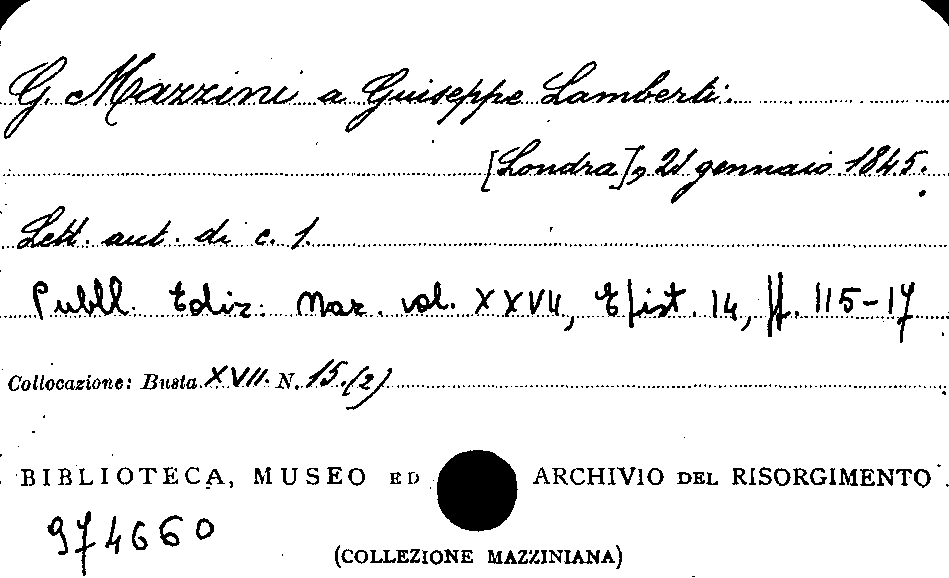 G. Mazzini a Giuseppe Lamberti.
[Londra], 21 gennaio 1845.
Lett. aut. di c. 1.
Pubbl. Ediz. Naz. vol. XXVII, Epist. 14, pp. 115-17
Collocazione: Busta XVII. N. 15.(2)
BIBLIOTECA, MUSEO ED ARCHIVIO DEL RISORGIMENTO
974660
(COLLEZIONE MAZZINIANA)